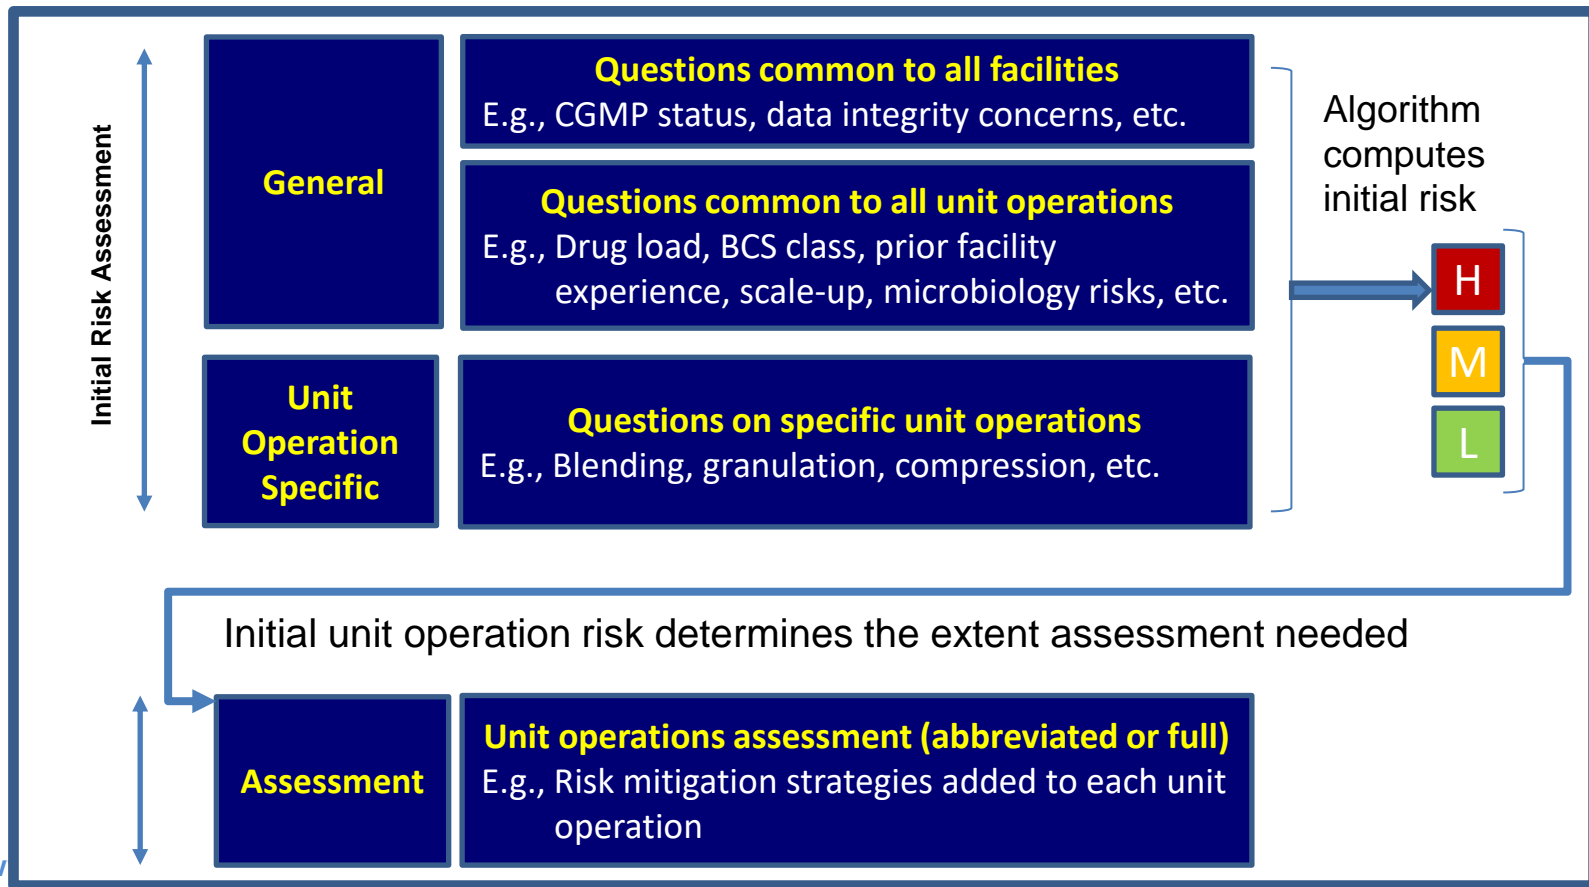 Initial Risk Assessment
General
Questions common to all facilities
E.g., CGMP status, data integrity concerns, etc.
Questions common to all unit operations
E.g., Drug load, BCS class, prior facility
experience, scale-up, microbiology risks, etc.
Unit
Operation
Specific
Questions on specific unit operations
E.g., Blending, granulation, compression, etc.
Algorithm
computes
initial risk
H
M
L
Initial unit operation risk determines the extent assessment needed
Assessment
Unit operations assessment (abbreviated or full)
E.g., Risk mitigation strategies added to each unit
operation